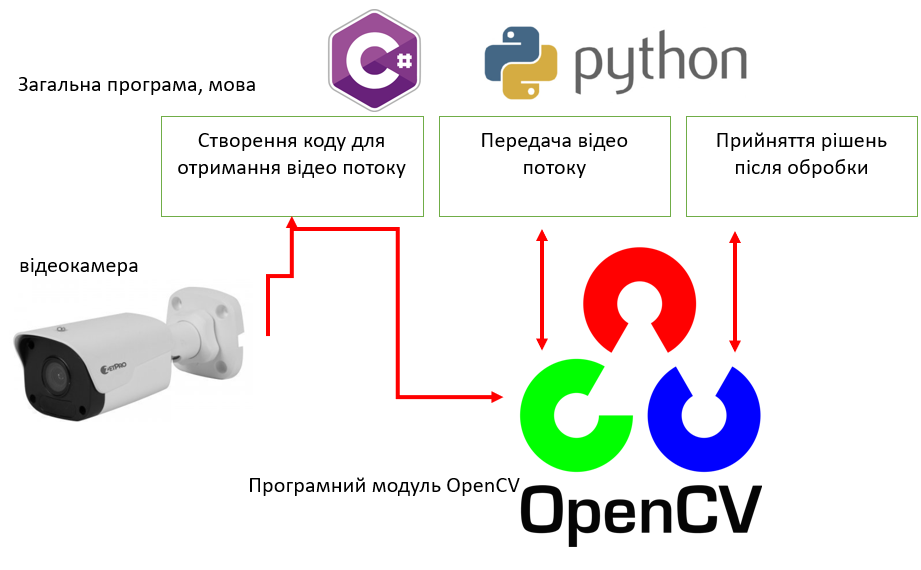 C#
python
Загальна програма, мова
Створення коду для
отримання відео потоку
Передача відео
потоку
Прийняття рішень
після обробки
відеокамера
Програмний модуль OpenCV
OpenCV